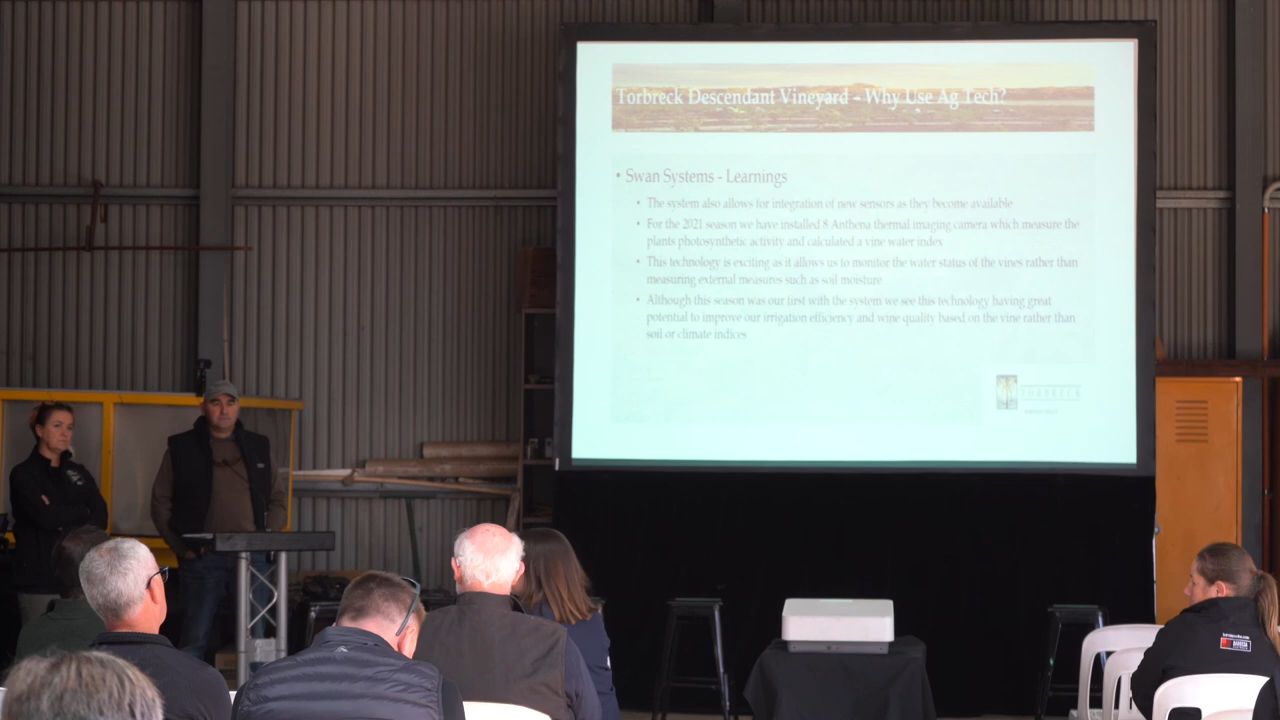 Torbreck Descendant Vineyard - Why Use Ag Tech?
• Swan Systems - Learnings
• The system also allows for integration of new sensors as they become available
• For the 2021 season we have installed 8 Anthena thermal imaging camera which measure the
plants photosynthetic activity and calculated a vine water index
• This technology is exciting as it allows us to monitor the water status of the vines rather than
measuring external measures such as soil moisture
• Although this season was our first with the system we see this technology having great
potential to improve our irrigation efficiency and wine quality based on the vine rather than
soil or climate indices
TORBRECK